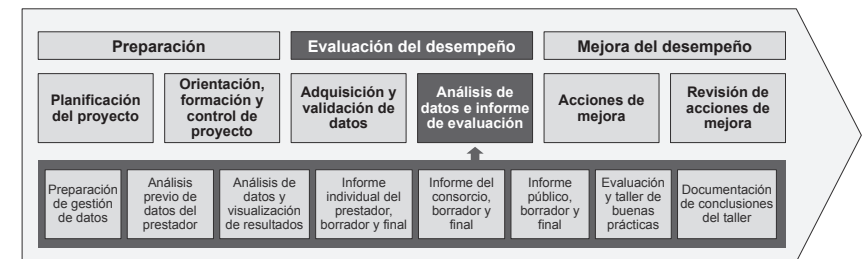 Preparación
Evaluación del desempeño
Mejora del desempeño
Planificación
del proyecto
Orientación,
formación y
control de
proyecto
Adquisición y
validación de
datos
Análisis de
datos e informe
de evaluación
Acciones de
mejora
Revisión de
acciones de
mejora
Preparación
de gestión
de datos
Análisis
previo de
datos del
prestador
Análisis de
datos y
visualización
de resultados
Informe
individual del
prestador,
borrador y final
Informe del
consorcio,
borrador y
final
Informe
público,
borrador y
final
Evaluación
y taller de
buenas
prácticas
Documentación
de conclusiones
del taller